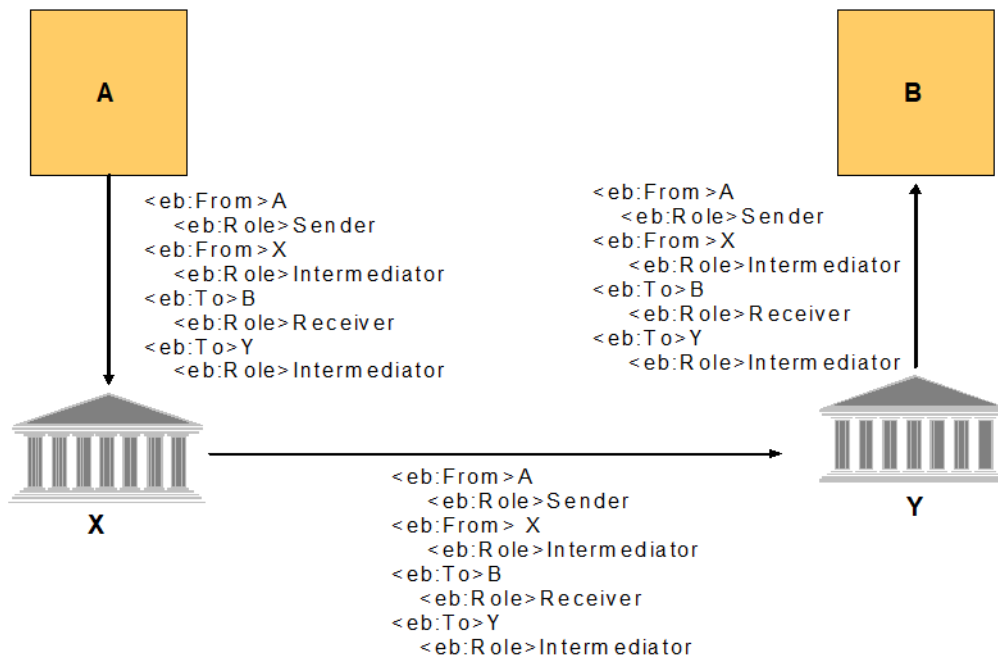 A
B
<eb:From>A
<eb:Role>Sender
<eb:From>X
<eb:Role>Intermediator
<eb:To>B
<eb:Role>Receiver
<eb:To>Y
<eb:Role>Intermediator
<eb:From>A
<eb:Role>Sender
<eb:From>X
<eb:Role>Intermediator
<eb:To>B
<eb:Role>Receiver
<eb:To>Y
<eb:Role>Intermediator
X
Y
<eb:From>A
<eb:Role>Sender
<eb:From> X
<eb:Role>Intermediator
<eb:To>B
<eb:Role>Receiver
<eb:To>Y
<eb:Role>Intermediator